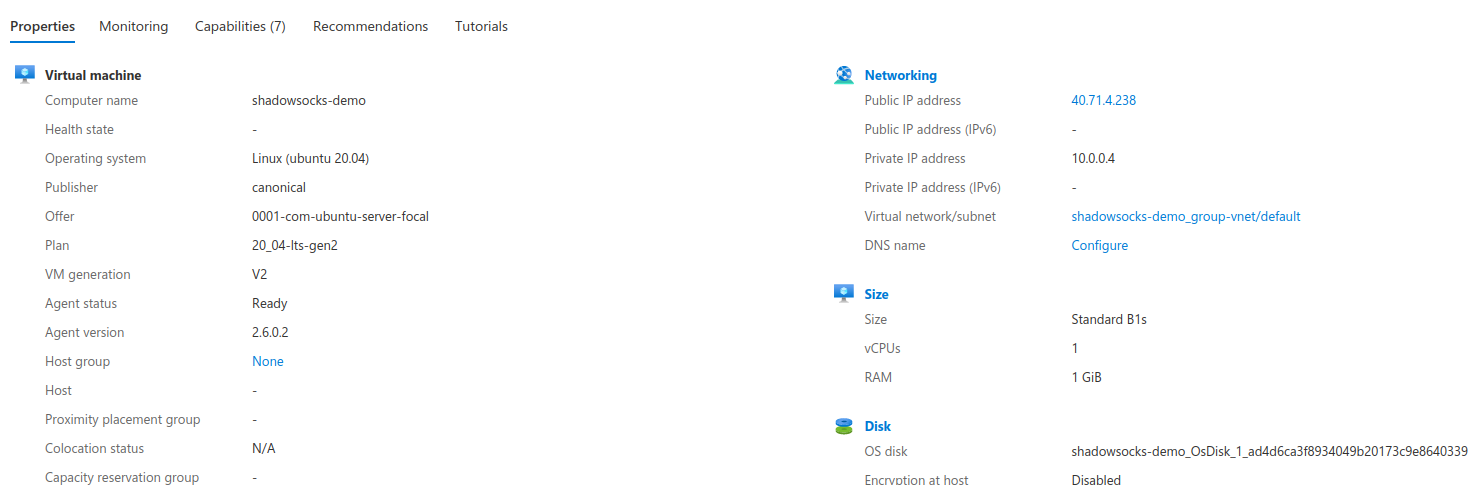 Properties Monitoring Capabilities (7) Recommendations Tutorials
Virtual machine
Computer name shadowsocks-demo
Health state -
Operating system Linux (ubuntu 20.04)
Publisher canonical
Offer 0001-com-ubuntu-server-focal
Plan 20_04-lts-gen2
VM generation V2
Agent status Ready
Agent version 2.6.0.2
Host group None
Host -
Proximity placement group -
Colocation status N/A
Capacity reservation group -
Networking
Public IP address 40.71.4.238
Public IP address (IPv6) -
Private IP address 10.0.0.4
Private IP address (IPv6) -
Virtual network/subnet shadowsocks-demo_group-vnet/default
DNS name Configure
Size
Size Standard B1s
vCPUs 1
RAM 1 GiB
Disk
OS disk shadowsocks-demo_OsDisk_1_ad4d6ca3f8934049b20173c9e8640339
Encryption at host Disabled